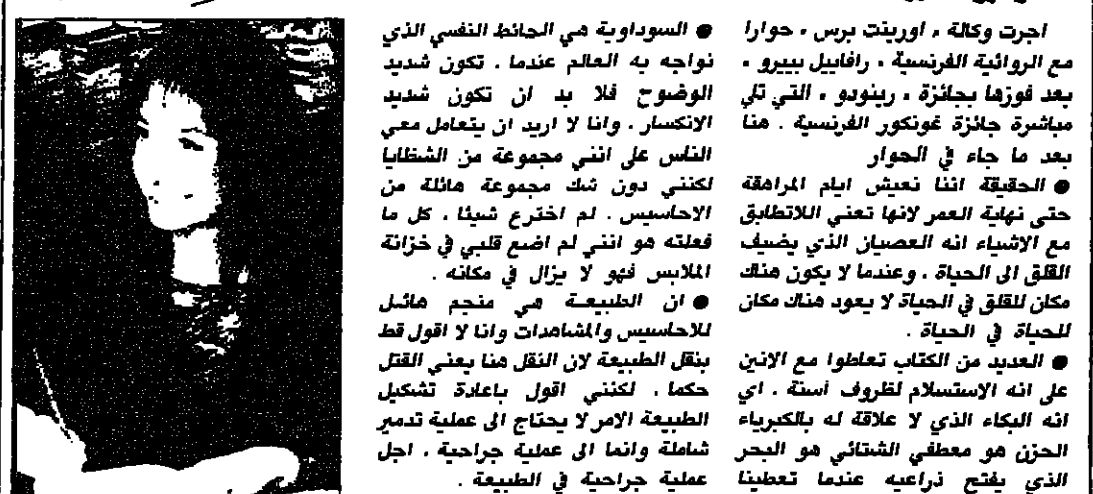 اجرت وكالة « اورينت برس » حوارا
مع الروائية الفرنسية « رافاييل بييرو »
بعد فوزها بجائزة « رينودو » التي تلي
مباشرة جائزة غونكور الفرنسية . هنا
بعد ما جاء في الحوار
● الحقيقة اننا نعيش ايام المراهقة
حتى نهاية العمر لانها تعني اللاتطابق
مع الاشياء انه العصيان الذي يضيف
القلق الى الحياة ، وعندما لا يكون هناك
مكان للقلق في الحياة لا يعود هناك مكان
للحياة في الحياة .
● العديد من الكتاب تعاطوا مع الانين
على انه الاستسلام لظروف آسنة . اي
انه البكاء الذي لا علاقة له بالكبرياء
الحزن هو معطفي الشتائي هو البحر
الذي يفتح ذراعيه عندما تعطينا
● السوداوية هي الحائط النفسي الذي
نواجه به العالم عندما . تكون شديد
الوضوح فلا بد ان تكون شديد
الانكسار . وانا لا اريد ان يتعامل معي
الناس على انني مجموعة من الشظايا
لكنني دون شك مجموعة هائلة من
الاحاسيس . لم اخترع شيئا . كل ما
فعلته هو انني لم اضع قلبي في خزانة
الملابس فهو لا يزال في مكانه .
● ان الطبيعة هي منجم هائل
للاحاسيس والمشاهدات وانا لا اقول قط
بنقل الطبيعة لان النقل هنا يعني القتل
حكما . لكنني اقول باعادة تشكيل
الطبيعة الامر لا يحتاج الى عملية تدمير
شاملة وانما الى عملية جراحية . اجل
عملية جراحية في الطبيعة .